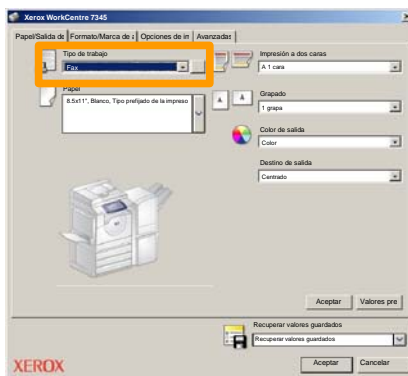 Xerox WorkCentre 7345
Papel/Salida de Formato/Marca de Opciones de in Avanzadas
Tipo de trabajo
Fax
Impresión a dos caras
A 1 cara
Papel
8.5x11", Blanco, Tipo prefijado de la impreso
Grapado
1 grapa
Color de salida
Color
Destino de salida
Centrado
Aceptar Valores pre
Recuperar valores guardados
Recuperar valores guardados
XEROX
Aceptar Cancelar